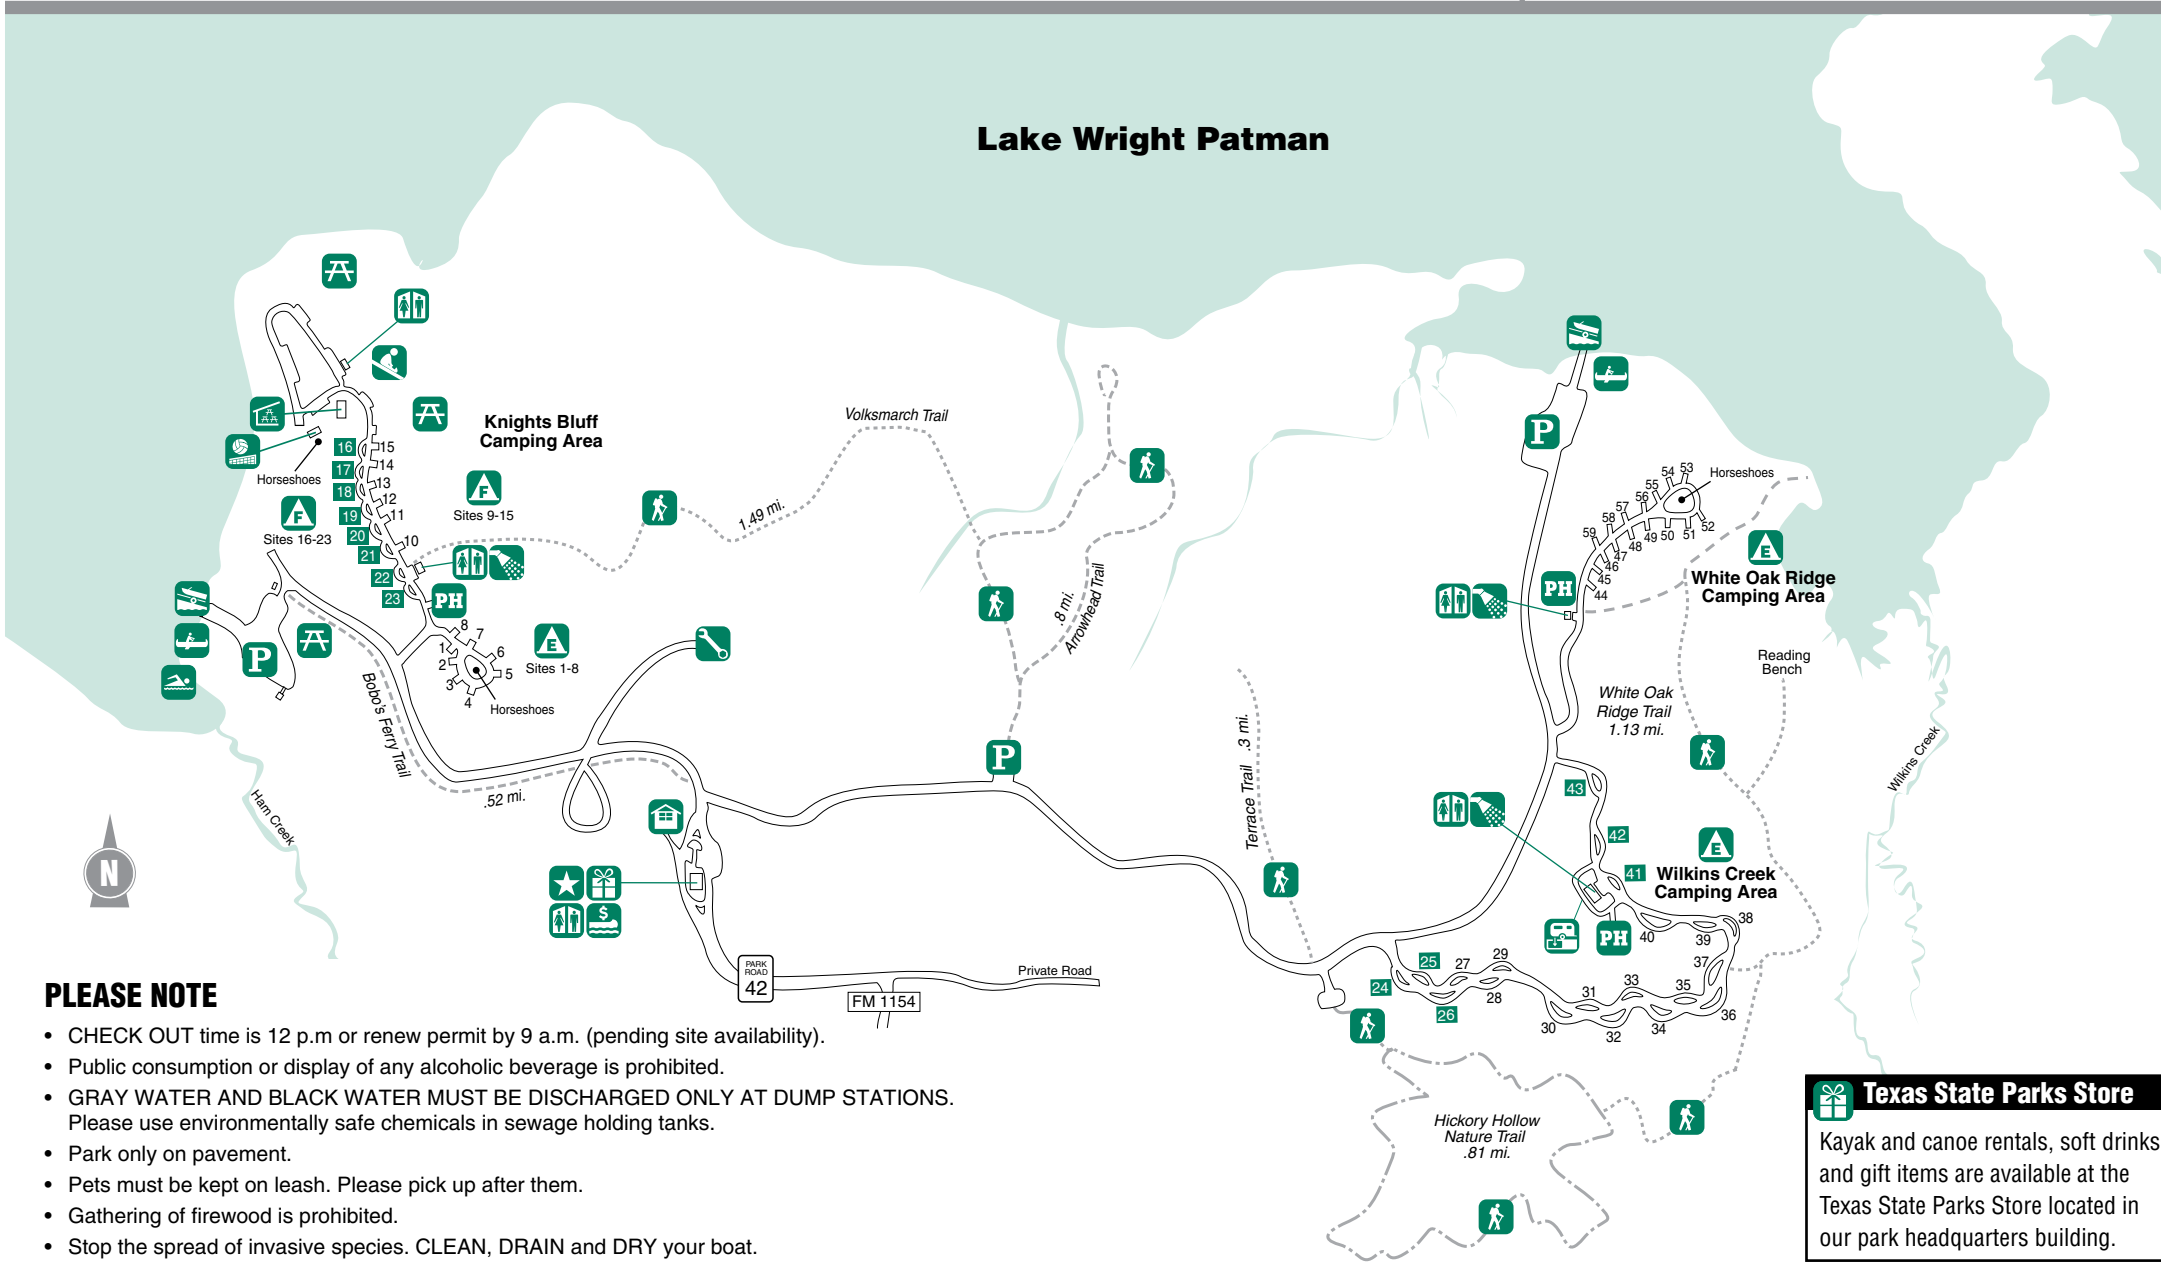 Lake Wright Patman
Knights Bluff
Camping Area
Volksmarch Trail
1.49 mi.
.8 mi.
Arrowhead Trail
Horseshoes
F
Sites 9-15
F
Sites 16-23
16
17
18
19
20
21
22
23
15
14
13
12
11
10
PH
8
7
6
5
4
3
2
1
E
Sites 1-8
Horseshoes
P
P
P
Bobo's Ferry Trail
.52 mi.
Ham Creek
N
PARK
ROAD
42
FM 1154
Private Road
$
Terrace Trail .3 mi.
53
54
55
56
57
58
59
Horseshoes
52
51
50
49
48
47
46
45
44
PH
E
White Oak Ridge
Camping Area
Reading
Bench
White Oak
Ridge Trail
1.13 mi.
Wilkins Creek
43
42
41
E
Wilkins Creek
Camping Area
PH
40
39
38
37
36
35
34
33
32
31
30
29
28
27
26
25
24
Hickory Hollow
Nature Trail
.81 mi.
PLEASE NOTE
• CHECK OUT time is 12 p.m or renew permit by 9 a.m. (pending site availability).
• Public consumption or display of any alcoholic beverage is prohibited.
• GRAY WATER AND BLACK WATER MUST BE DISCHARGED ONLY AT DUMP STATIONS.
Please use environmentally safe chemicals in sewage holding tanks.
• Park only on pavement.
• Pets must be kept on leash. Please pick up after them.
• Gathering of firewood is prohibited.
• Stop the spread of invasive species. CLEAN, DRAIN and DRY your boat.
Texas State Parks Store
Kayak and canoe rentals, soft drinks
and gift items are available at the
Texas State Parks Store located in
our park headquarters building.